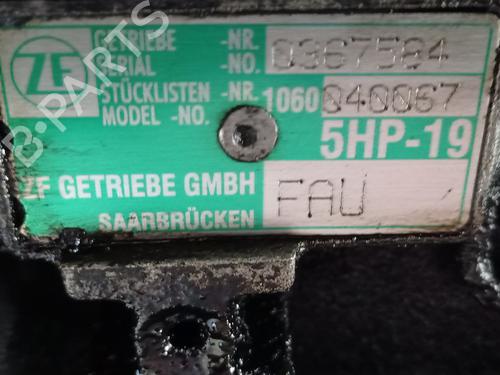 ZF
GETRIEBE -NR. 0367584
SERIAL -NO.
STÜCKLISTEN -NR. 1060 040067
MODEL -NO.
5HP-19
ZF GETRIEBE GMBH FAU
SAARBRÜCKEN
B-PARTS